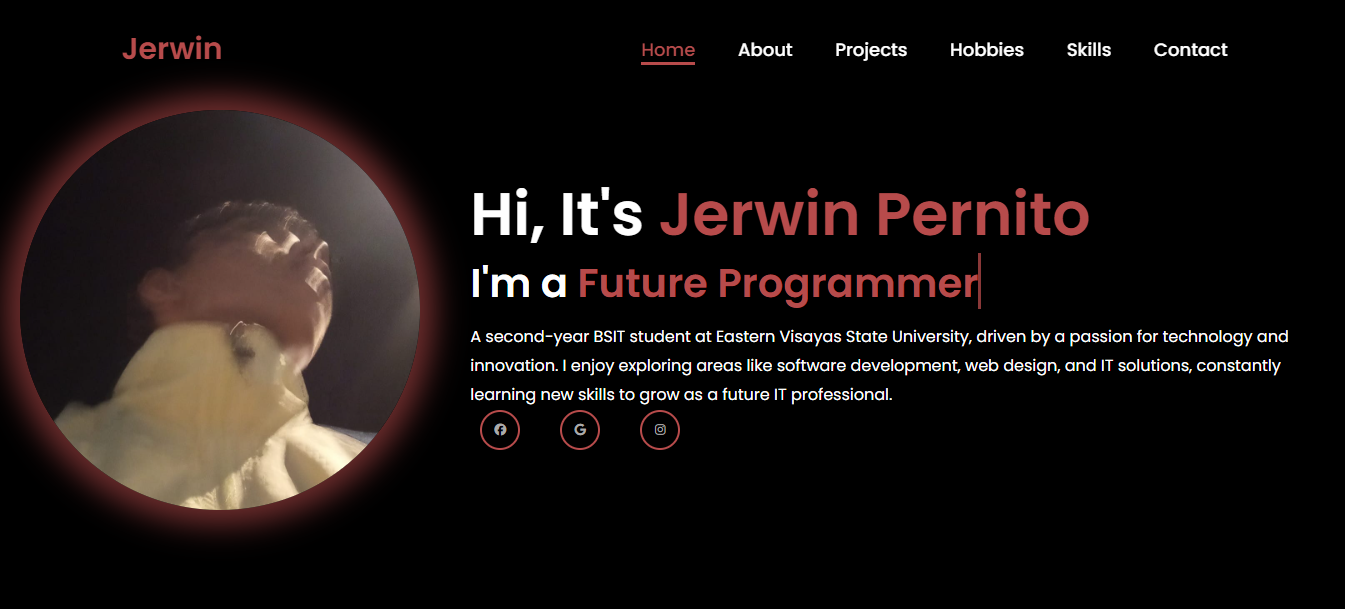 Jerwin
Home About Projects Hobbies Skills Contact
Hi, It's Jerwin Pernito
I'm a Future Programmer
A second-year BSIT student at Eastern Visayas State University, driven by a passion for technology and
innovation. I enjoy exploring areas like software development, web design, and IT solutions, constantly
learning new skills to grow as a future IT professional.